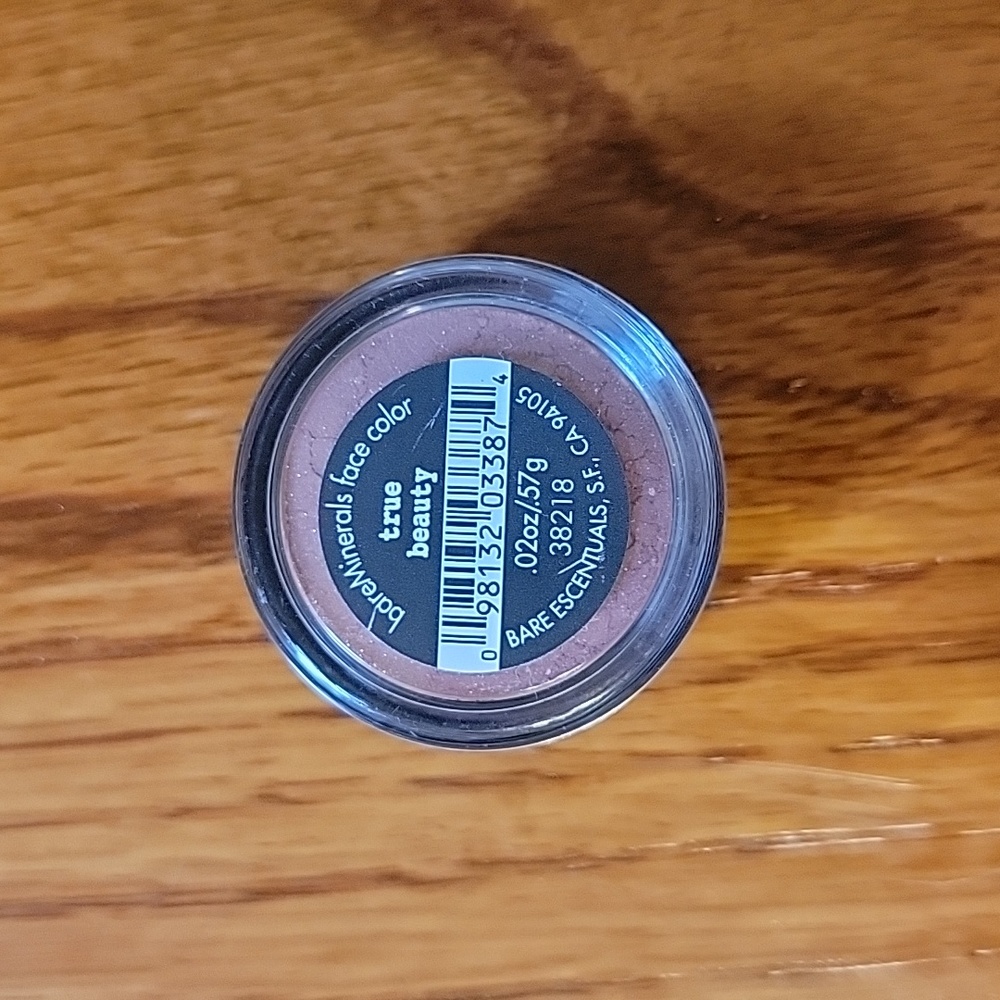 bareMinerals face color
true
beauty
0 98132 03387 4
.02oz/.57g
38218
BARE ESCENTUALS, S.F., CA 94105